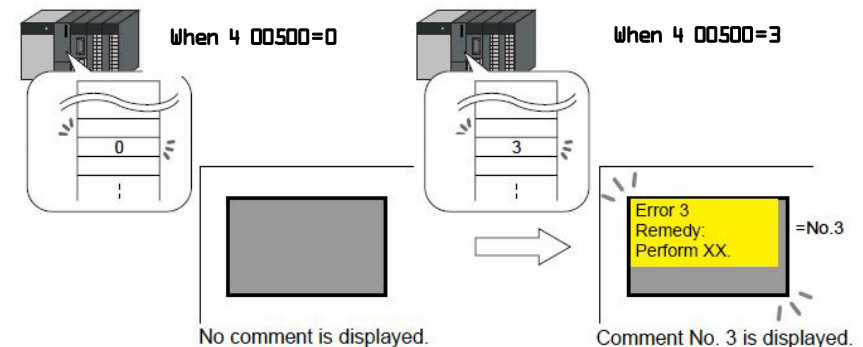 When 4 00500=0
When 4 00500=3
0
3
Error 3
Remedy:
Perform XX.
=No.3
No comment is displayed.
Comment No. 3 is displayed.